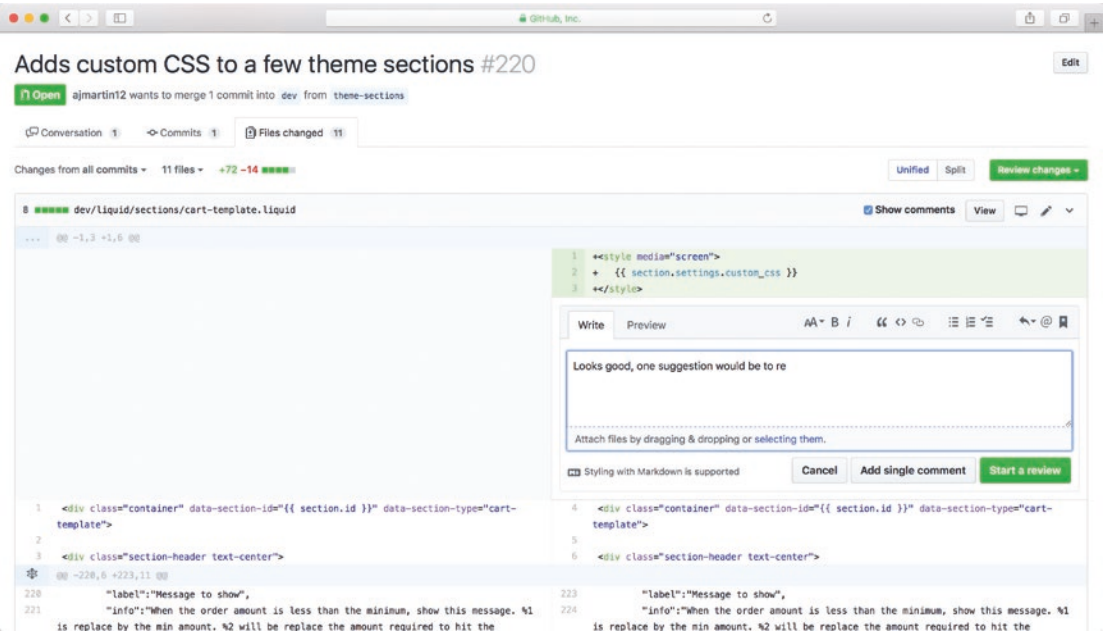 GitHub, Inc.
Adds custom CSS to a few theme sections #220
Edit
Open ajmartin12 wants to merge 1 commit into dev from theme-sections
Conversation 1 Commits 1 Files changed 11
Changes from all commits 11 files +72 −14
Unified Split Review changes
8 dev/liquid/sections/cart-template.liquid
Show comments View
... @@ -1,3 +1,6 @@
1 +<style media="screen">
2 + {{ section.settings.custom_css }}
3 +</style>
Write Preview
AA B i “ <>
Looks good, one suggestion would be to re
Attach files by dragging & dropping or selecting them.
Styling with Markdown is supported
Cancel Add single comment Start a review
1 <div class="container" data-section-id="{{ section.id }}" data-section-type="cart-
template">
2
3 <div class="section-header text-center">
4 <div class="container" data-section-id="{{ section.id }}" data-section-type="cart-
template">
5
6 <div class="section-header text-center">
@@ -220,6 +223,11 @@
220 "label":"Message to show",
221 "info":"When the order amount is less than the minimum, show this message. %1
is replace by the min amount. %2 will be replace the amount required to hit the
223 "label":"Message to show",
224 "info":"When the order amount is less than the minimum, show this message. %1
is replace by the min amount. %2 will be replace the amount required to hit the